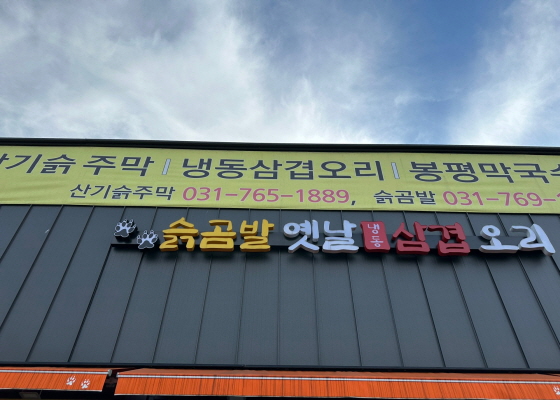 산기슭 주막 | 냉동삼겹오리 | 봉평막국수
산기슭주막 031-765-1889, 슭곰발 031-769-
슭곰발 옛날 냉동 삼겹 오리